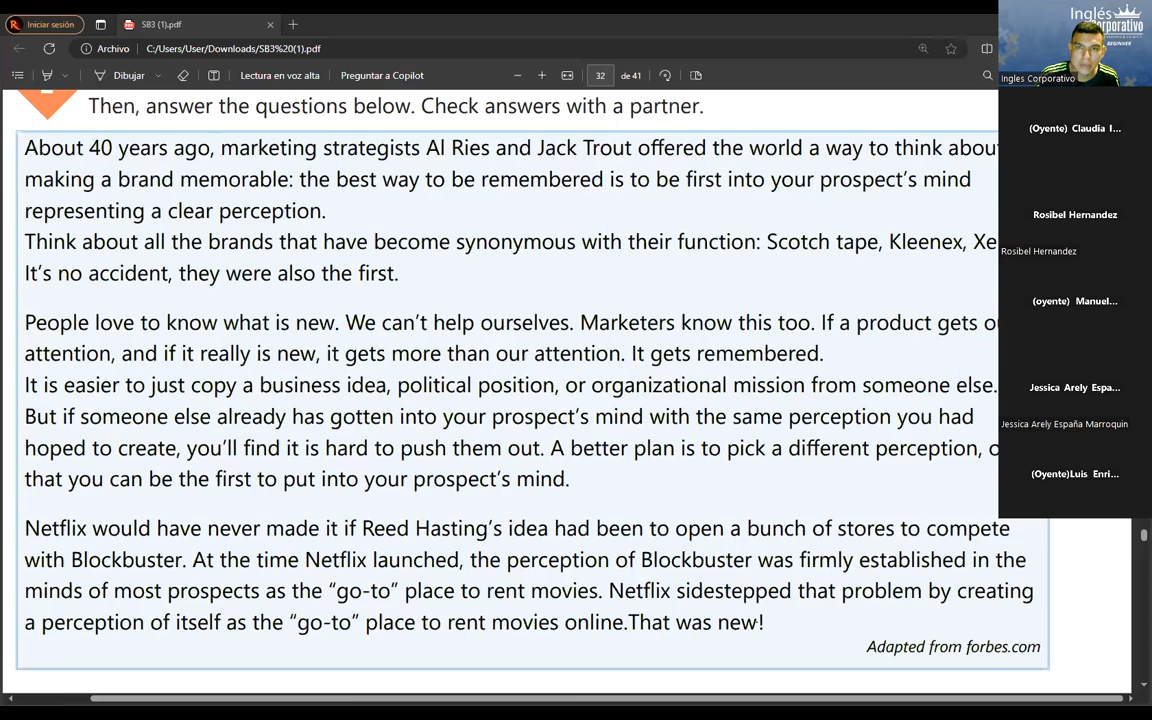 Iniciar sesión
SB3 (1).pdf
Archivo
C:/Users/User/Downloads/SB3%20(1).pdf
Dibujar
Lectura en voz alta
Preguntar a Copilot
32
de 41
Inglés
Corporativo
BEGINNER
Ingles Corporativo
(Oyente) Claudia I...
Rosibel Hernandez
Rosibel Hernandez
(oyente) Manuel...
Jessica Arely Espa...
Jessica Arely España Marroquin
(Oyente)Luis Enri...
Then, answer the questions below. Check answers with a partner.
About 40 years ago, marketing strategists Al Ries and Jack Trout offered the world a way to think about
making a brand memorable: the best way to be remembered is to be first into your prospect's mind
representing a clear perception.
Think about all the brands that have become synonymous with their function: Scotch tape, Kleenex, Xe
It's no accident, they were also the first.
People love to know what is new. We can't help ourselves. Marketers know this too. If a product gets
attention, and if it really is new, it gets more than our attention. It gets remembered.
It is easier to just copy a business idea, political position, or organizational mission from someone else.
But if someone else already has gotten into your prospect's mind with the same perception you had
hoped to create, you'll find it is hard to push them out. A better plan is to pick a different perception,
that you can be the first to put into your prospect's mind.
Netflix would have never made it if Reed Hasting's idea had been to open a bunch of stores to compete
with Blockbuster. At the time Netflix launched, the perception of Blockbuster was firmly established in the
minds of most prospects as the “go-to” place to rent movies. Netflix sidestepped that problem by creating
a perception of itself as the “go-to” place to rent movies online.That was new!
Adapted from forbes.com